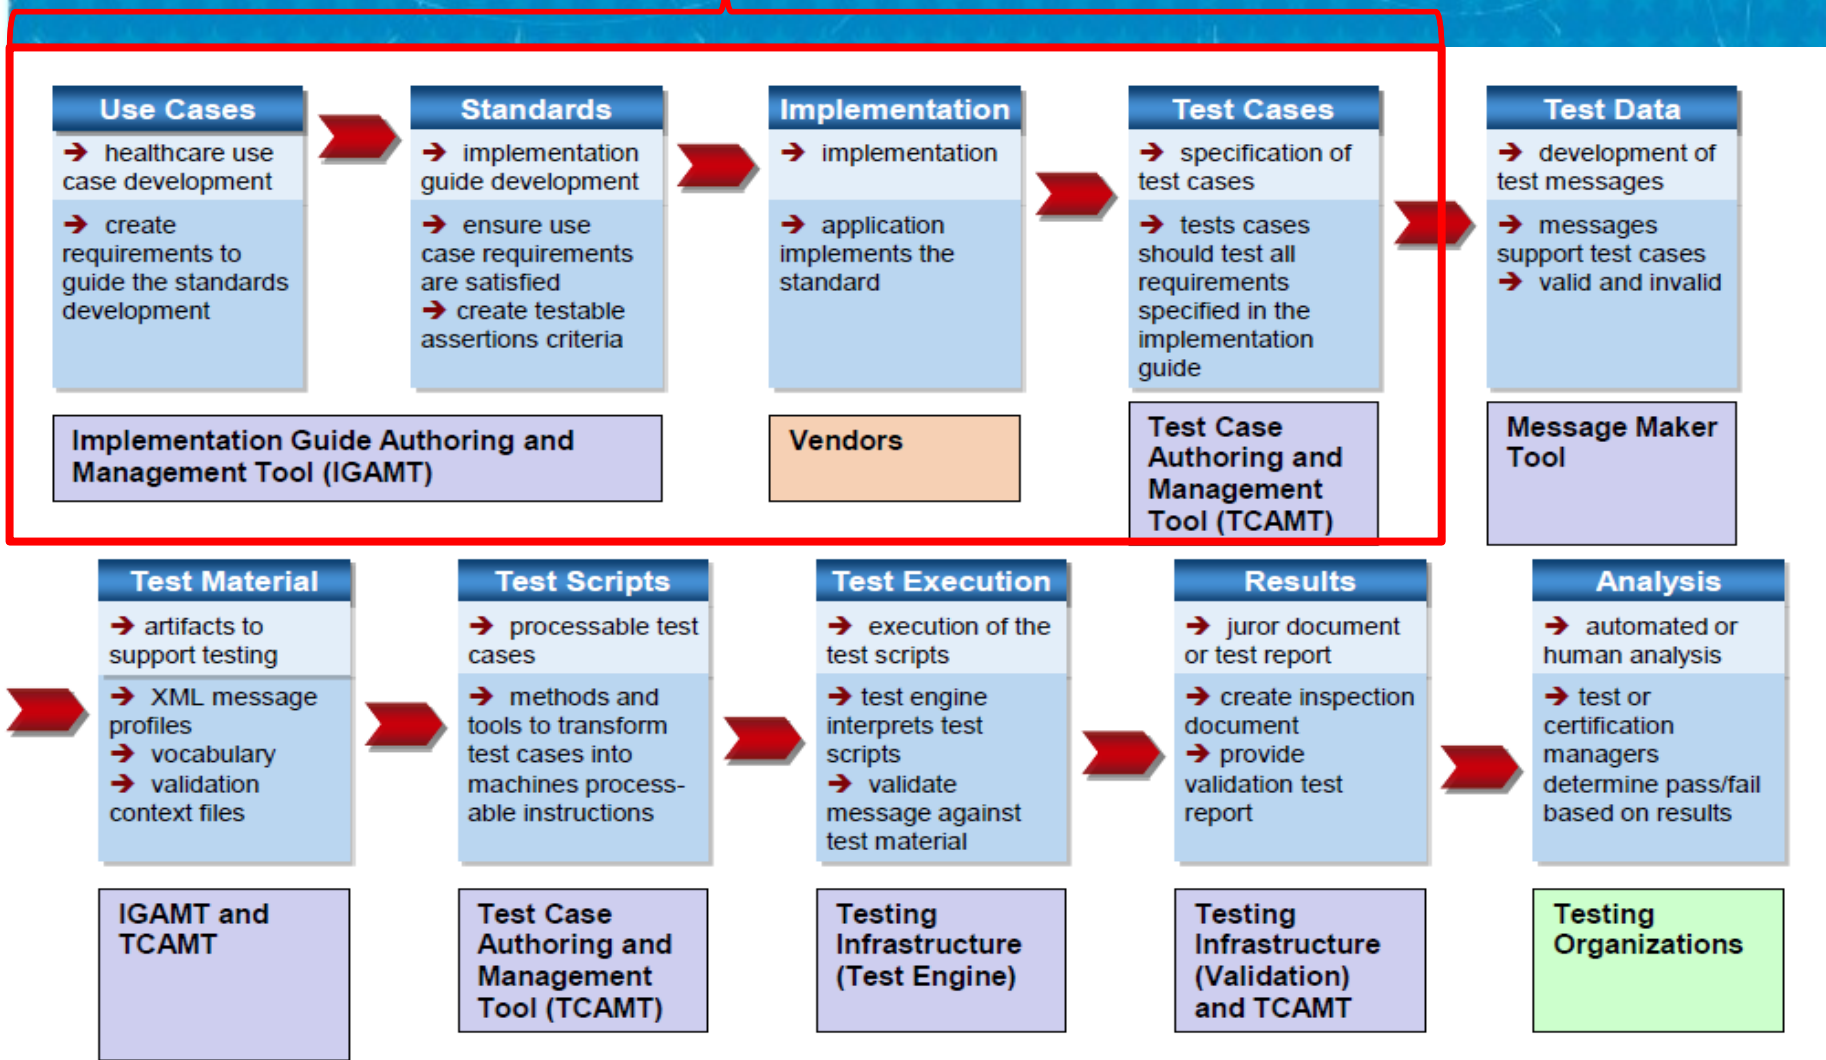 Use Cases
➔ healthcare use
case development
➔ create
requirements to
guide the standards
development
Standards
➔ implementation
guide development
➔ ensure use
case requirements
are satisfied
➔ create testable
assertions criteria
Implementation Guide Authoring and
Management Tool (IGAMT)
Implementation
➔ implementation
➔ application
implements the
standard
Vendors
Test Cases
➔ specification of
test cases
➔ tests cases
should test all
requirements
specified in the
implementation
guide
Test Case
Authoring and
Management
Tool (TCAMT)
Test Data
➔ development of
test messages
➔ messages
support test cases
➔ valid and invalid
Message Maker
Tool
Test Material
➔ artifacts to
support testing
➔ XML message
profiles
➔ vocabulary
➔ validation
context files
IGAMT and
TCAMT
Test Scripts
➔ processable test
cases
➔ methods and
tools to transform
test cases into
machines process-
able instructions
Test Case
Authoring and
Management
Tool (TCAMT)
Test Execution
➔ execution of the
test scripts
➔ test engine
interprets test
scripts
➔ validate
message against
test material
Testing
Infrastructure
(Test Engine)
Results
➔ juror document
or test report
➔ create inspection
document
➔ provide
validation test
report
Testing
Infrastructure
(Validation)
and TCAMT
Analysis
➔ automated or
human analysis
➔ test or
certification
managers
determine pass/fail
based on results
Testing
Organizations